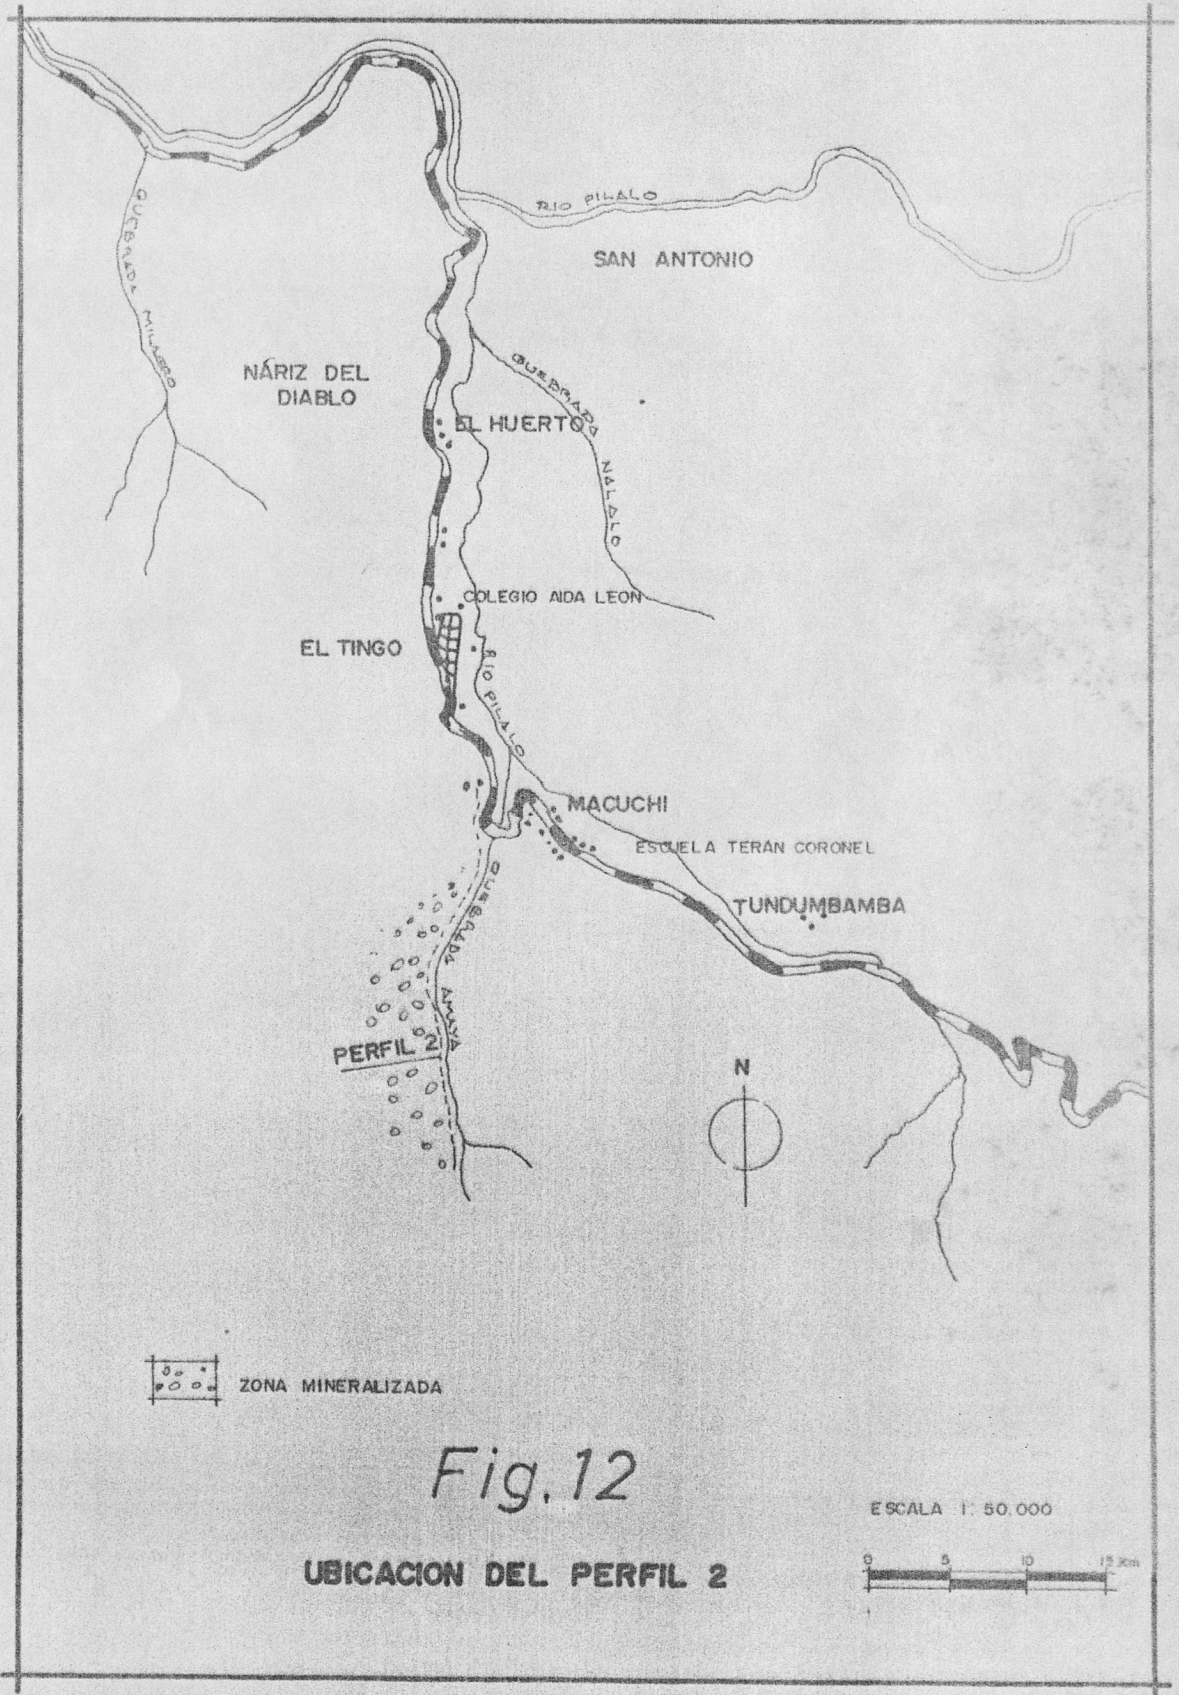 RIO PILALO
QUEBRADA MILAGRO
SAN ANTONIO
NÁRIZ DEL
DIABLO
QUEBRADA NALALO
EL HUERTO
COLEGIO AIDA LEON
EL TINGO
RIO PILALO
MACUCHI
ESCUELA TERAN CORONEL
TUNDUMBAMBA
QUEBRADA AMAYA
PERFIL 2
N
ZONA MINERALIZADA
Fig. 12
ESCALA 1: 50.000
UBICACION DEL PERFIL 2
0 5 10 15 Km